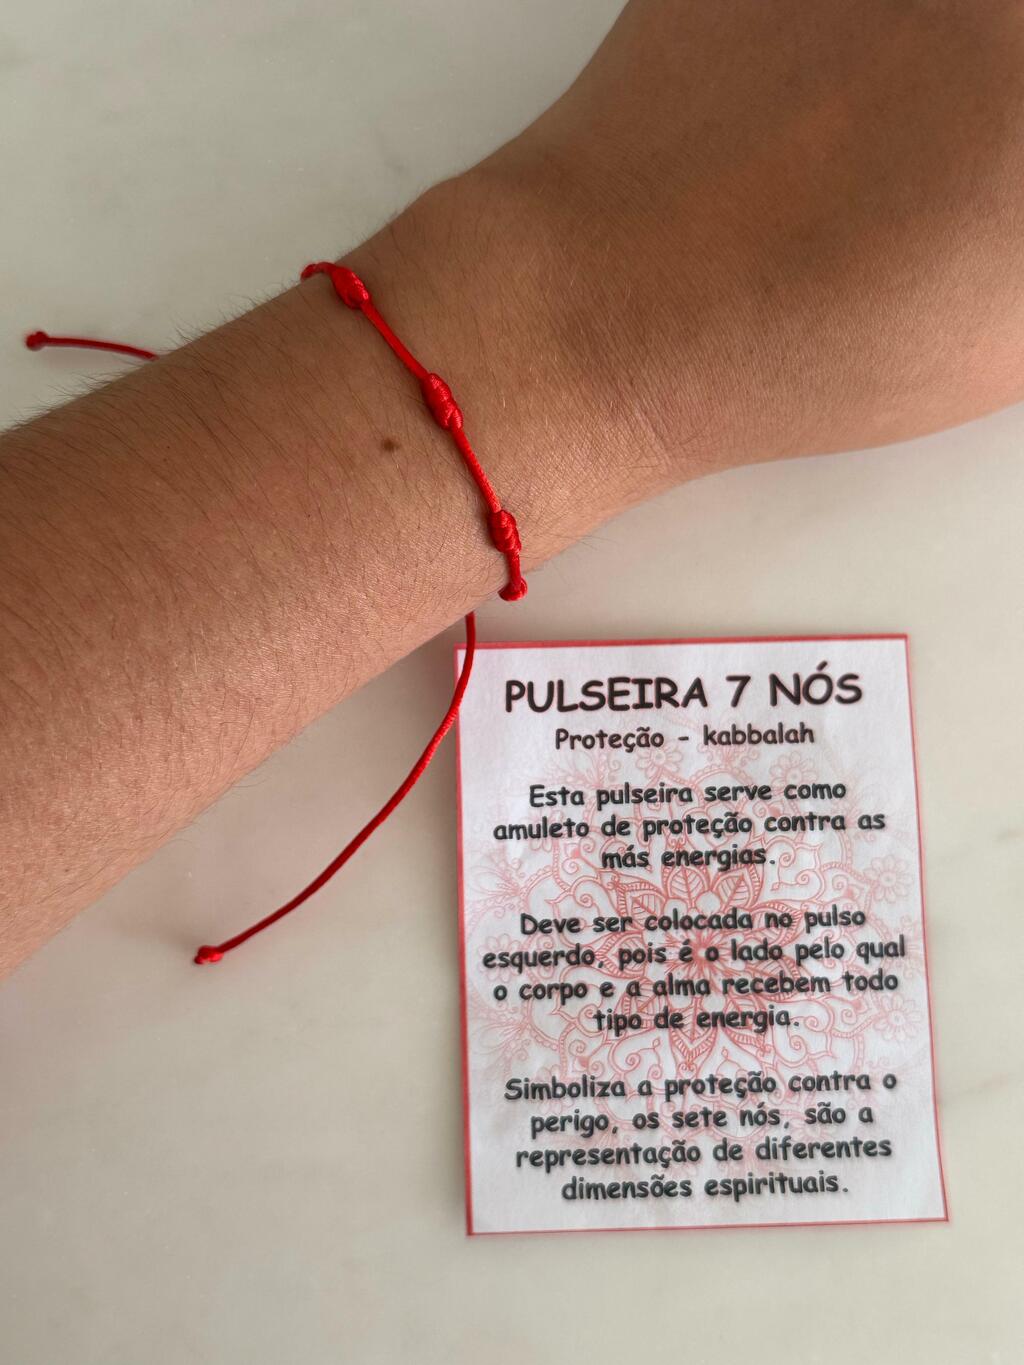 PULSEIRA 7 NÓS
Proteção - kabbalah
Esta pulseira serve como
amuleto de proteção contra as
más energias.
Deve ser colocada no pulso
esquerdo, pois é o lado pelo qual
o corpo e a alma recebem todo
tipo de energia.
Simboliza a proteção contra o
perigo, os sete nós, são a
representação de diferentes
dimensões espirituais.